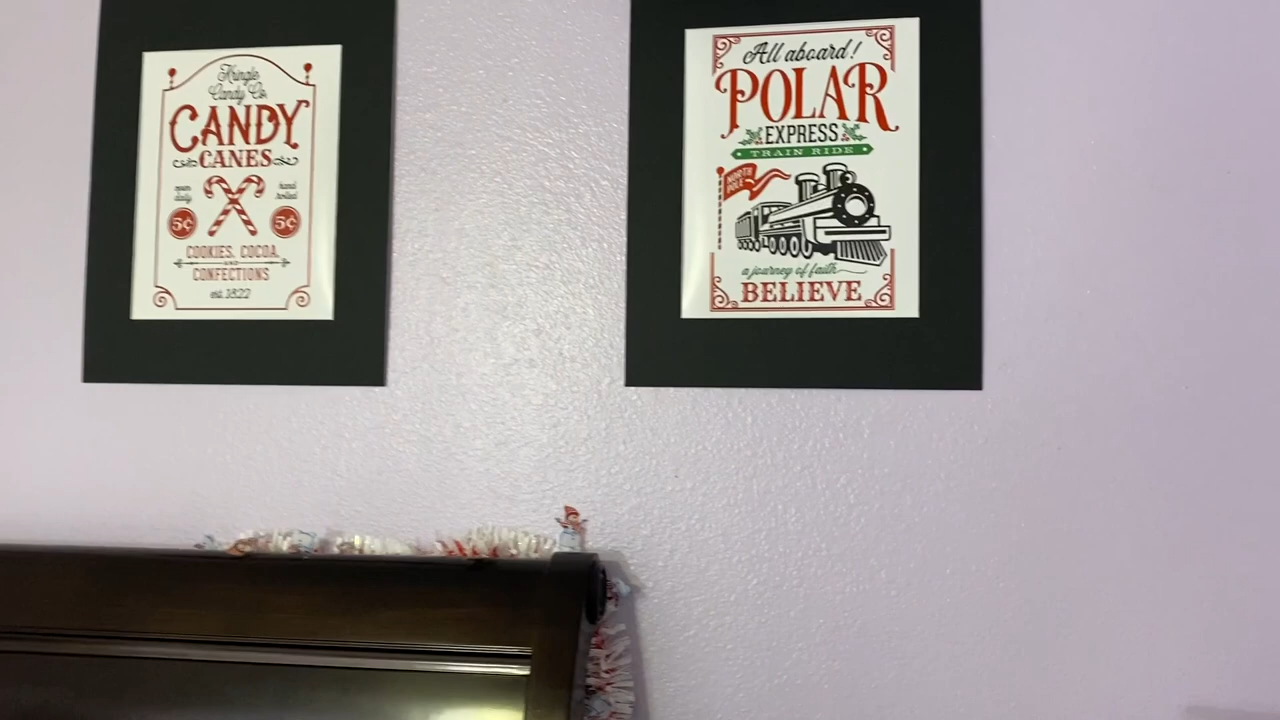 Kringle
Candy Co.
CANDY
CANES
5¢
daily
hand
rolled
5¢
COOKIES, COCOA,
AND
CONFECTIONS
est. 1822
All aboard!
POLAR
EXPRESS
TRAIN RIDE
NORTH
POLE
a journey of faith
BELIEVE